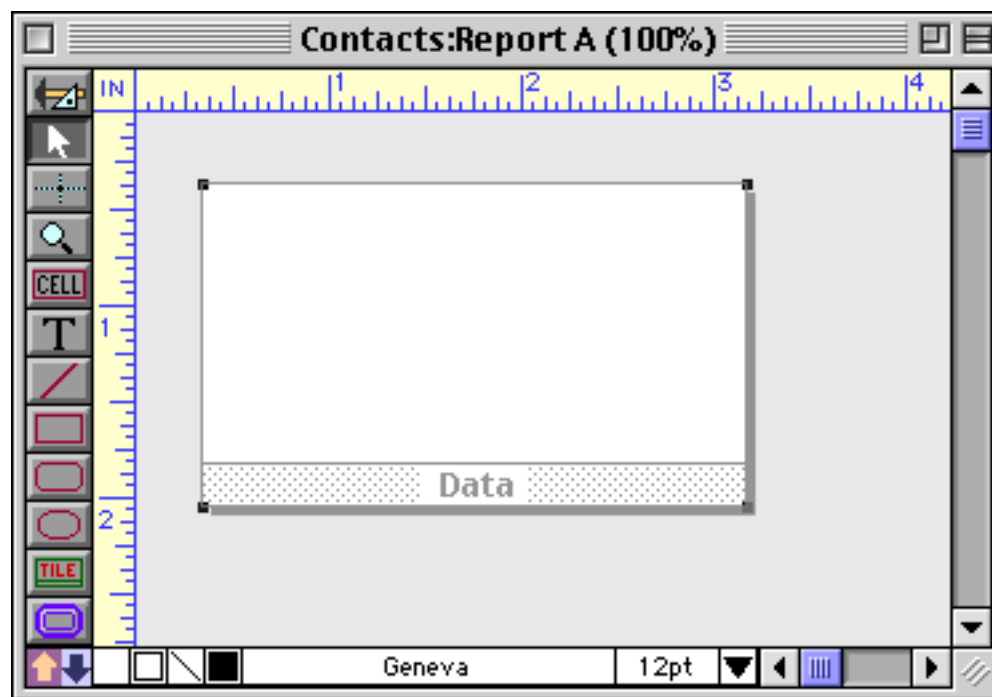 Contacts:Report A (100%)
IN 1 2 3 4
CELL
T
1
Data
2
TILE
Geneva 12pt